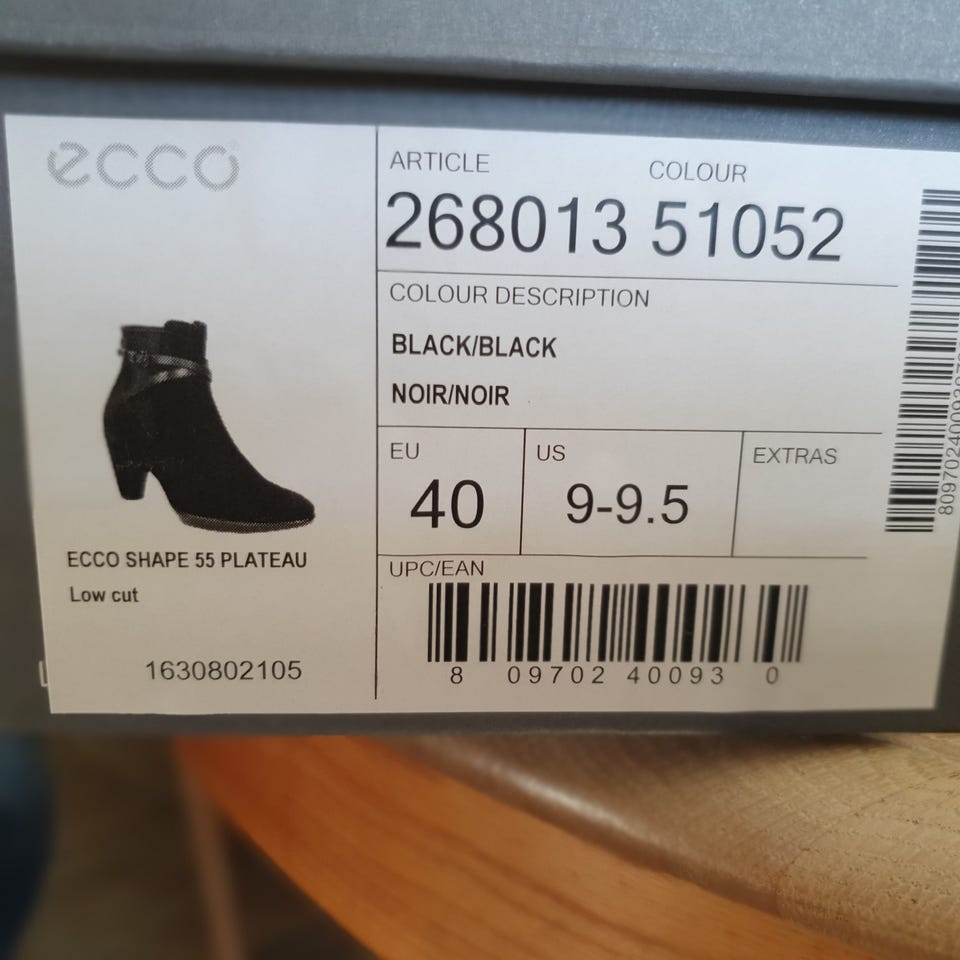 ecco
ECCO SHAPE 55 PLATEAU
Low cut
1630802105
ARTICLE COLOUR
268013 51052
COLOUR DESCRIPTION
BLACK/BLACK
NOIR/NOIR
EU US EXTRAS
40 9-9.5
UPC/EAN
8 09702 40093 0